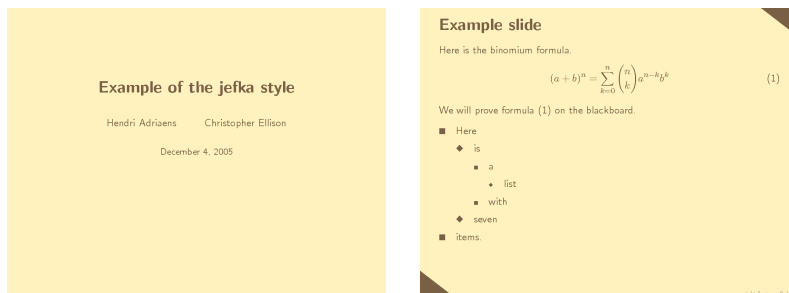 Example of the jefka style
Hendri Adriaens Christopher Ellison
December 4, 2005
Example slide
Here is the binomium formula.
(a + b)^n = \sum_{k=0}^{n} \binom{n}{k} a^{n-k} b^k (1)
We will prove formula (1) on the blackboard.
■ Here
◆ is
■ a
◆ list
■ with
◆ seven
■ items.